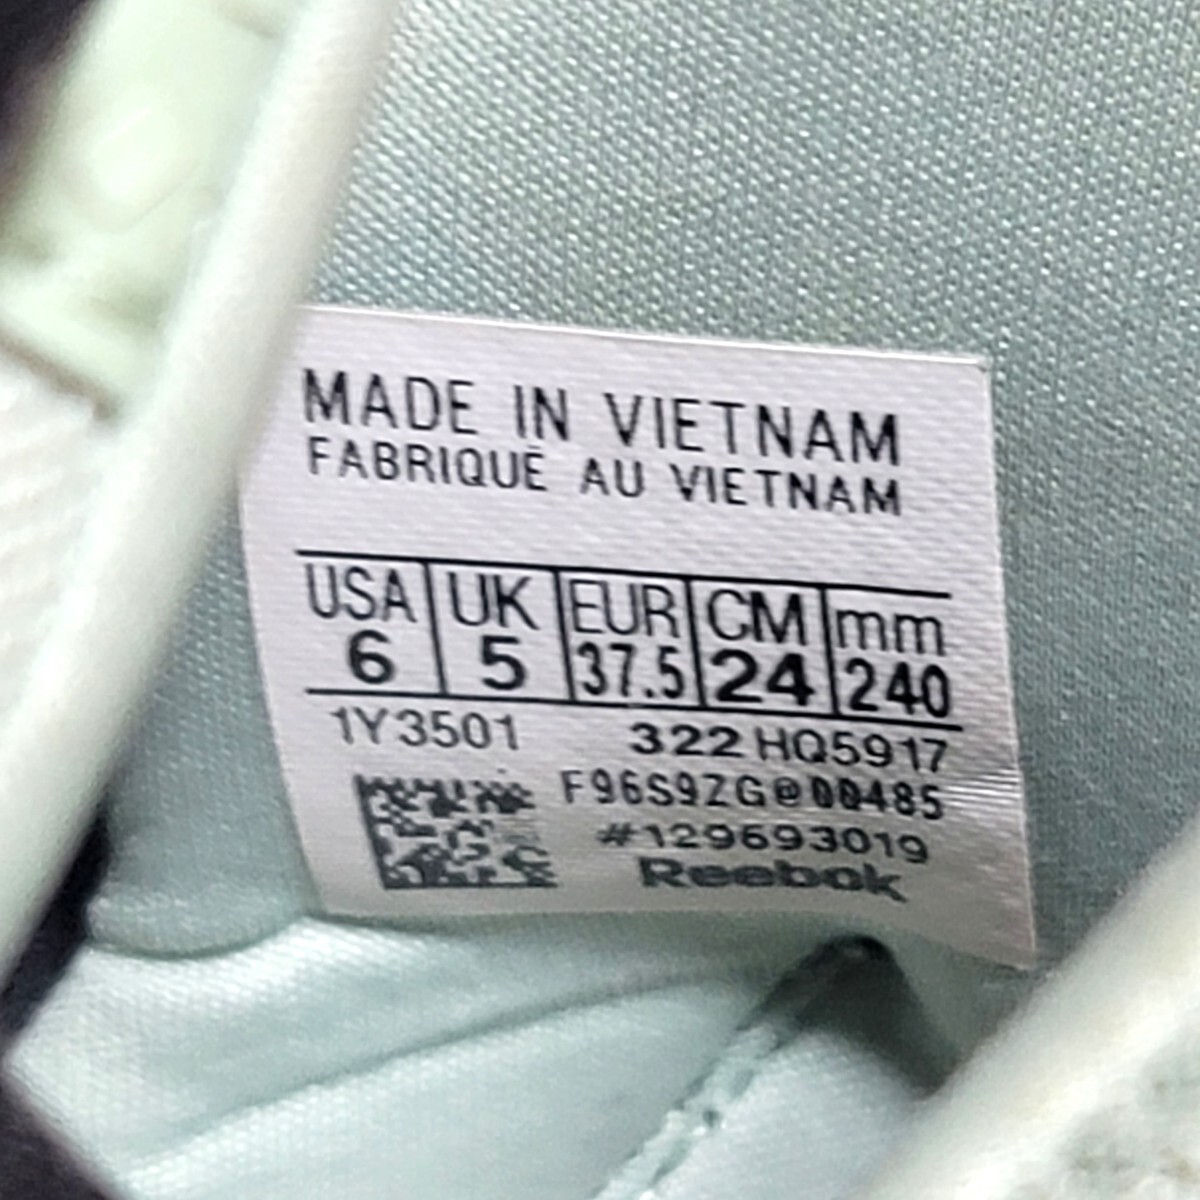 MADE IN VIETNAM
FABRIQUÉ AU VIETNAM
USA UK EUR CM mm
6 5 37.5 24 240
1Y3501 322 HQ5917
F96S9ZG@00485
#129693019
Reebok